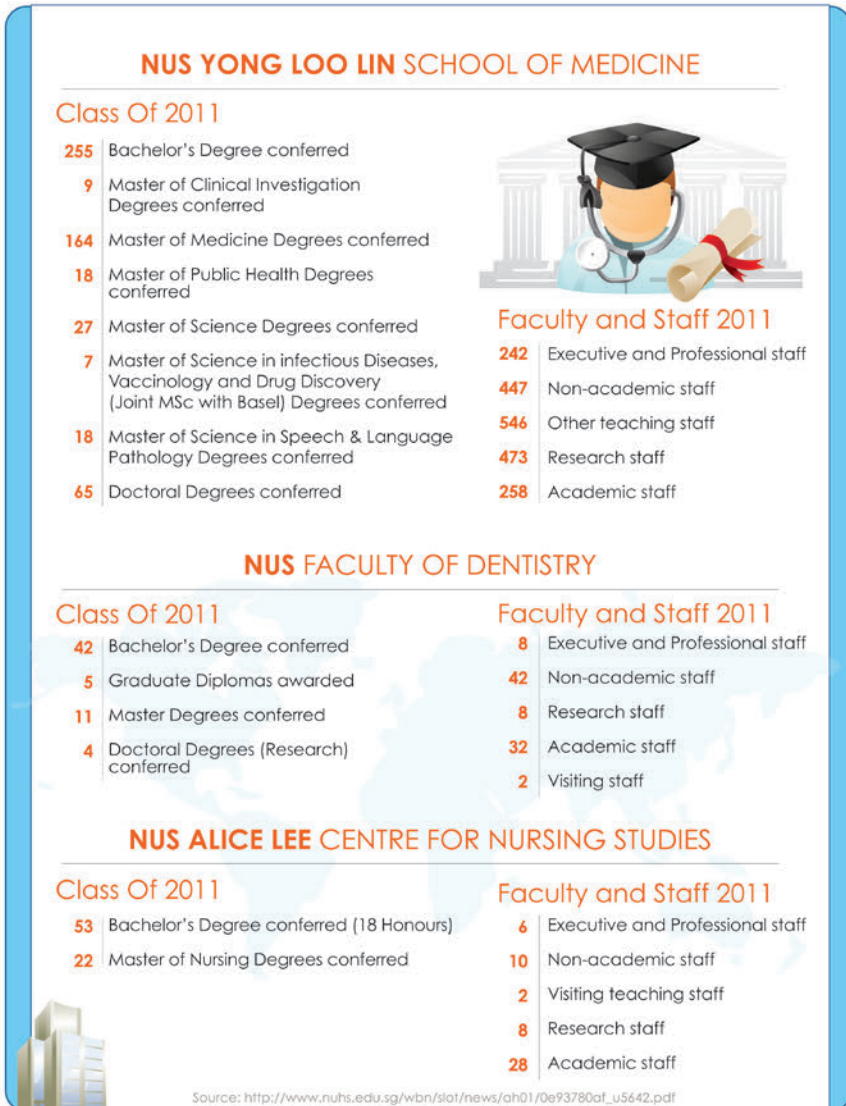 NUS YONG LOO LIN SCHOOL OF MEDICINE
Class Of 2011
255 Bachelor's Degree conferred
9 Master of Clinical Investigation
Degrees conferred
164 Master of Medicine Degrees conferred
18 Master of Public Health Degrees
conferred
27 Master of Science Degrees conferred
7 Master of Science in infectious Diseases,
Vaccinology and Drug Discovery
(Joint MSc with Basel) Degrees conferred
18 Master of Science in Speech & Language
Pathology Degrees conferred
65 Doctoral Degrees conferred
Faculty and Staff 2011
242 Executive and Professional staff
447 Non-academic staff
546 Other teaching staff
473 Research staff
258 Academic staff
NUS FACULTY OF DENTISTRY
Class Of 2011
42 Bachelor's Degree conferred
5 Graduate Diplomas awarded
11 Master Degrees conferred
4 Doctoral Degrees (Research)
conferred
Faculty and Staff 2011
8 Executive and Professional staff
42 Non-academic staff
8 Research staff
32 Academic staff
2 Visiting staff
NUS ALICE LEE CENTRE FOR NURSING STUDIES
Class Of 2011
53 Bachelor's Degree conferred (18 Honours)
22 Master of Nursing Degrees conferred
Faculty and Staff 2011
6 Executive and Professional staff
10 Non-academic staff
2 Visiting teaching staff
8 Research staff
28 Academic staff
Source: http://www.nuhs.edu.sg/wbn/slot/news/ah01/0e93780af_u5642.pdf